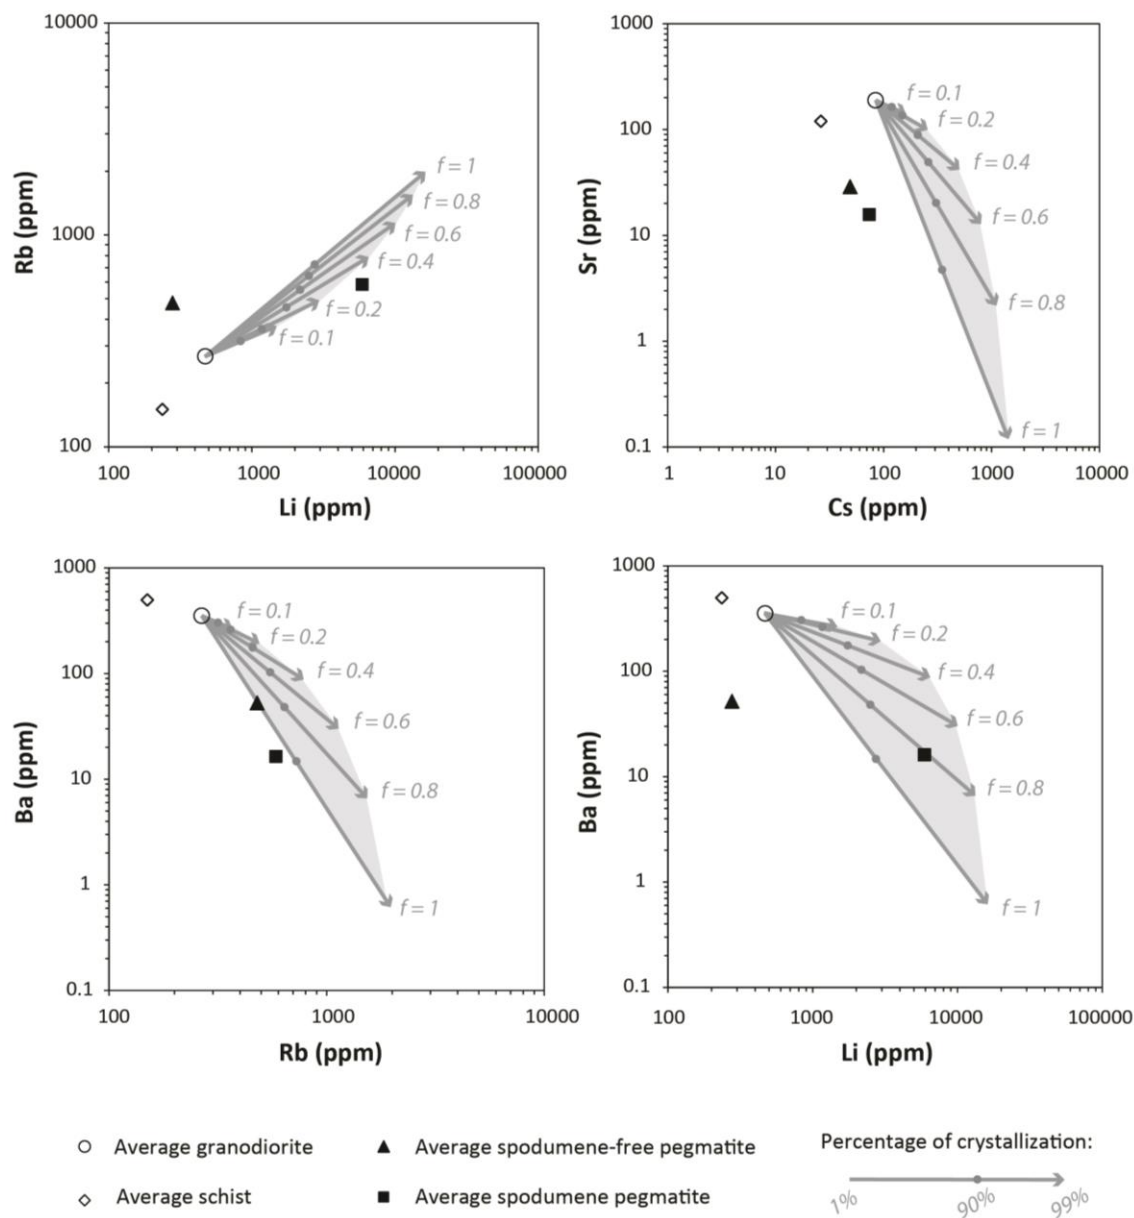 10000
1000
100
Rb (ppm)
f = 1
f = 0.8
f = 0.6
f = 0.4
f = 0.2
f = 0.1
100
1000
10000
100000
Li (ppm)
1000
100
10
1
0.1
Sr (ppm)
f = 0.1
f = 0.2
f = 0.4
f = 0.6
f = 0.8
f = 1
1
10
100
1000
10000
Cs (ppm)
1000
100
10
1
0.1
Ba (ppm)
f = 0.1
f = 0.2
f = 0.4
f = 0.6
f = 0.8
f = 1
100
1000
10000
Rb (ppm)
1000
100
10
1
0.1
Ba (ppm)
f = 0.1
f = 0.2
f = 0.4
f = 0.6
f = 0.8
f = 1
100
1000
10000
100000
Li (ppm)
Average granodiorite
Average spodumene-free pegmatite
Average schist
Average spodumene pegmatite
Percentage of crystallization:
1%
90%
99%